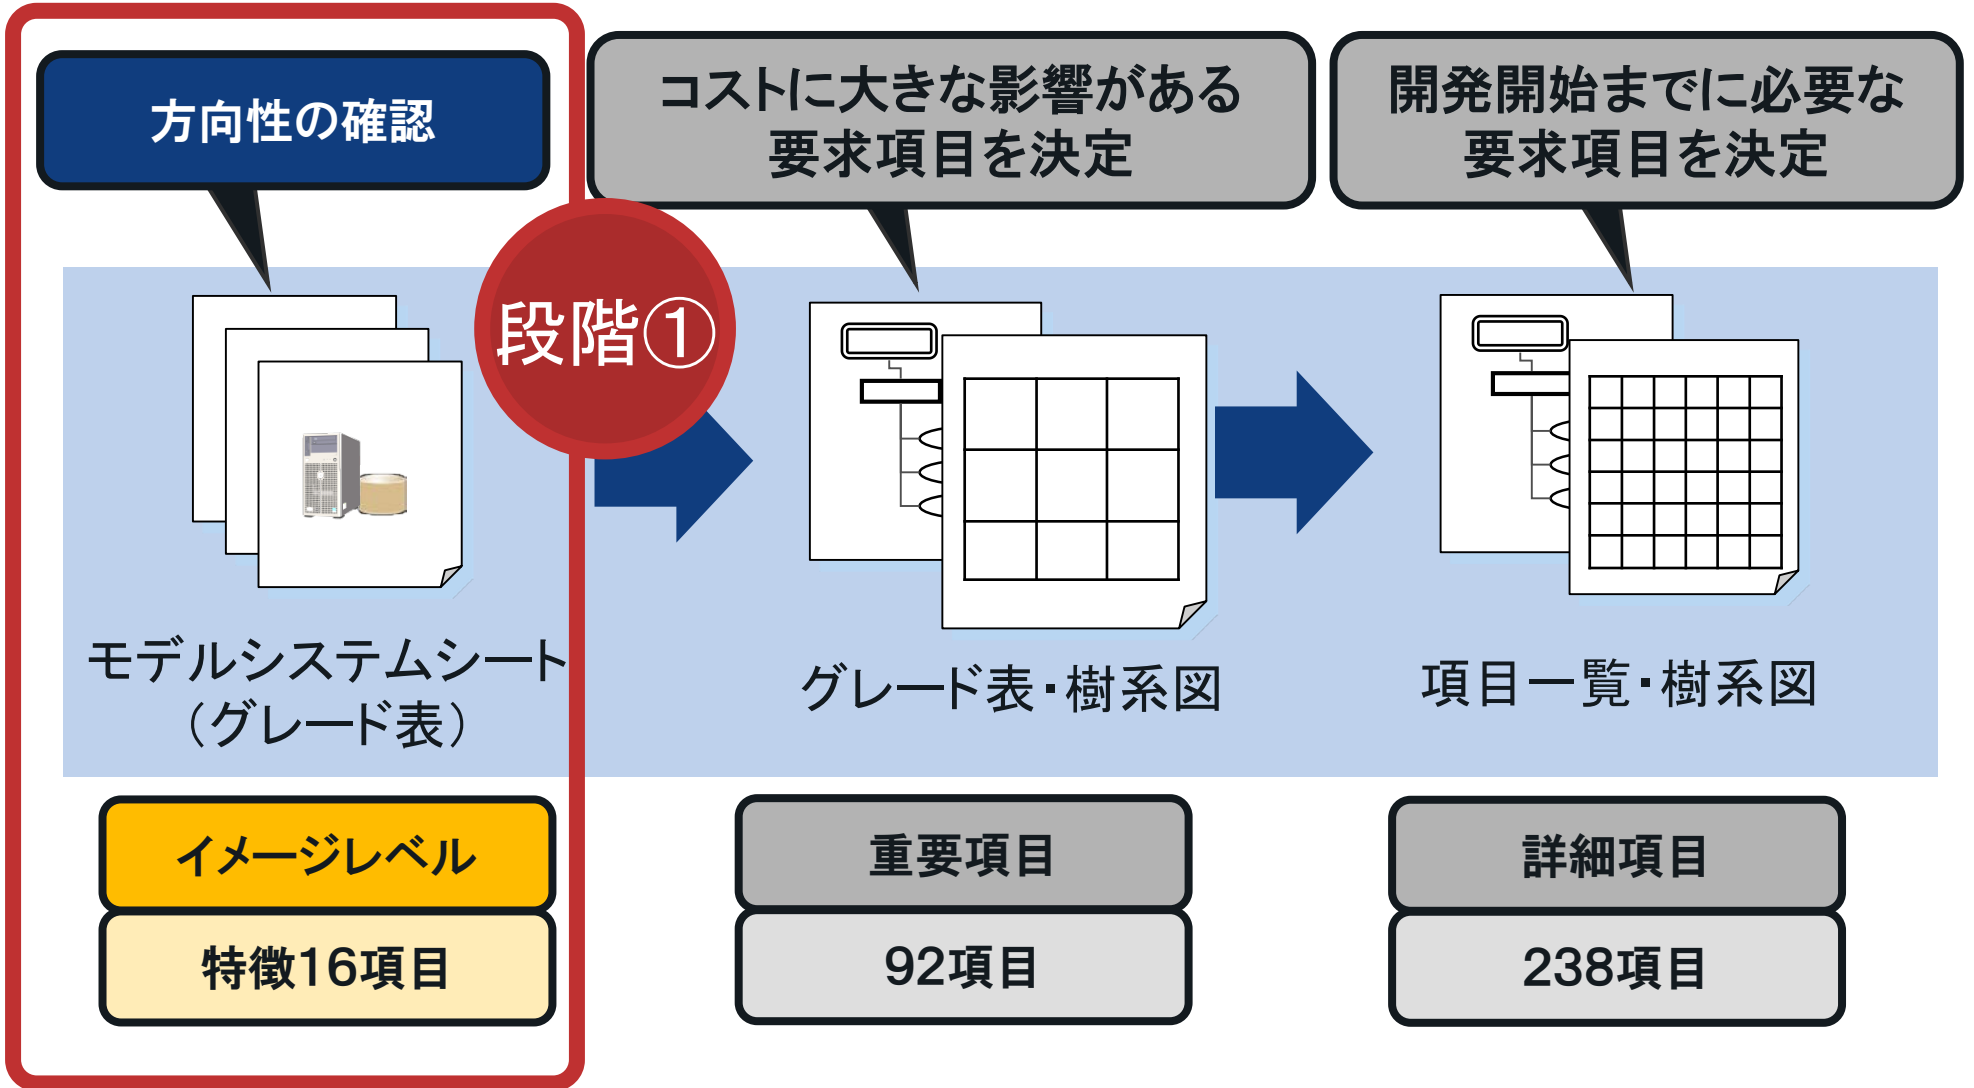 方向性の確認
コストに大きな影響がある
要求項目を決定
開発開始までに必要な
要求項目を決定
段階①
モデルシステムシート
（グレード表）
グレード表・樹系図
項目一覧・樹系図
イメージレベル
特徴16項目
重要項目
92項目
詳細項目
238項目